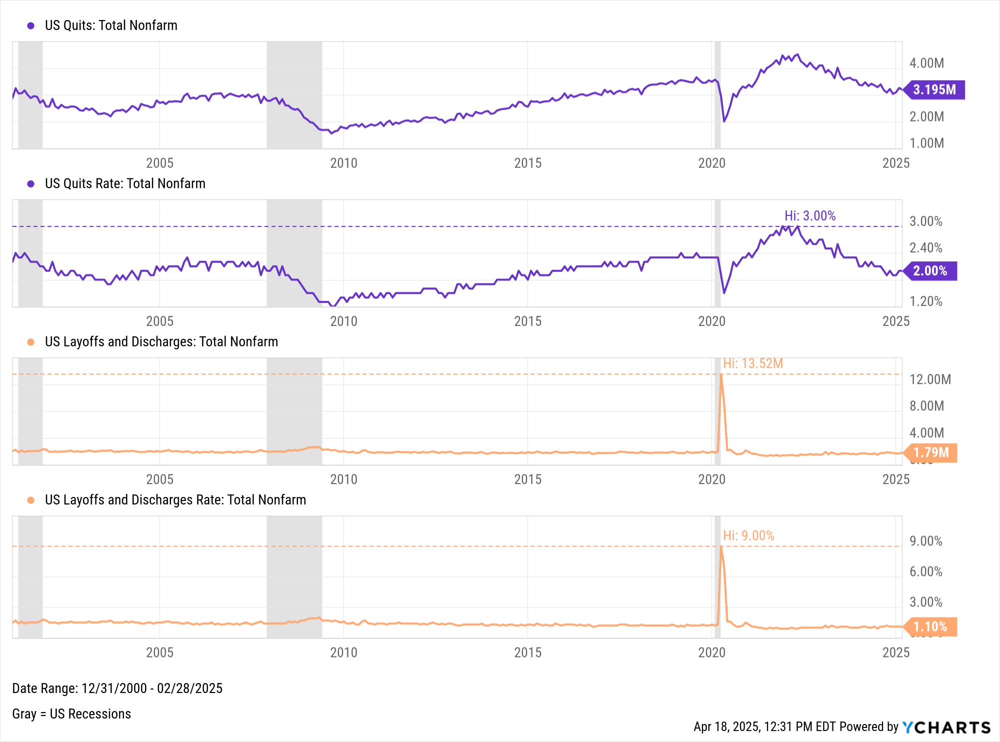 US Quits: Total Nonfarm
4.00M
3.195M
2.00M
1.00M
2005 2010 2015 2020 2025
US Quits Rate: Total Nonfarm
Hi: 3.00%
3.00%
2.40%
2.00%
1.20%
2005 2010 2015 2020 2025
US Layoffs and Discharges: Total Nonfarm
Hi: 13.52M
12.00M
8.00M
4.00M
1.79M
2005 2010 2015 2020 2025
US Layoffs and Discharges Rate: Total Nonfarm
Hi: 9.00%
9.00%
6.00%
3.00%
1.10%
2005 2010 2015 2020 2025
Date Range: 12/31/2000 - 02/28/2025
Gray = US Recessions
Apr 18, 2025, 12:31 PM EDT Powered by YCHARTS